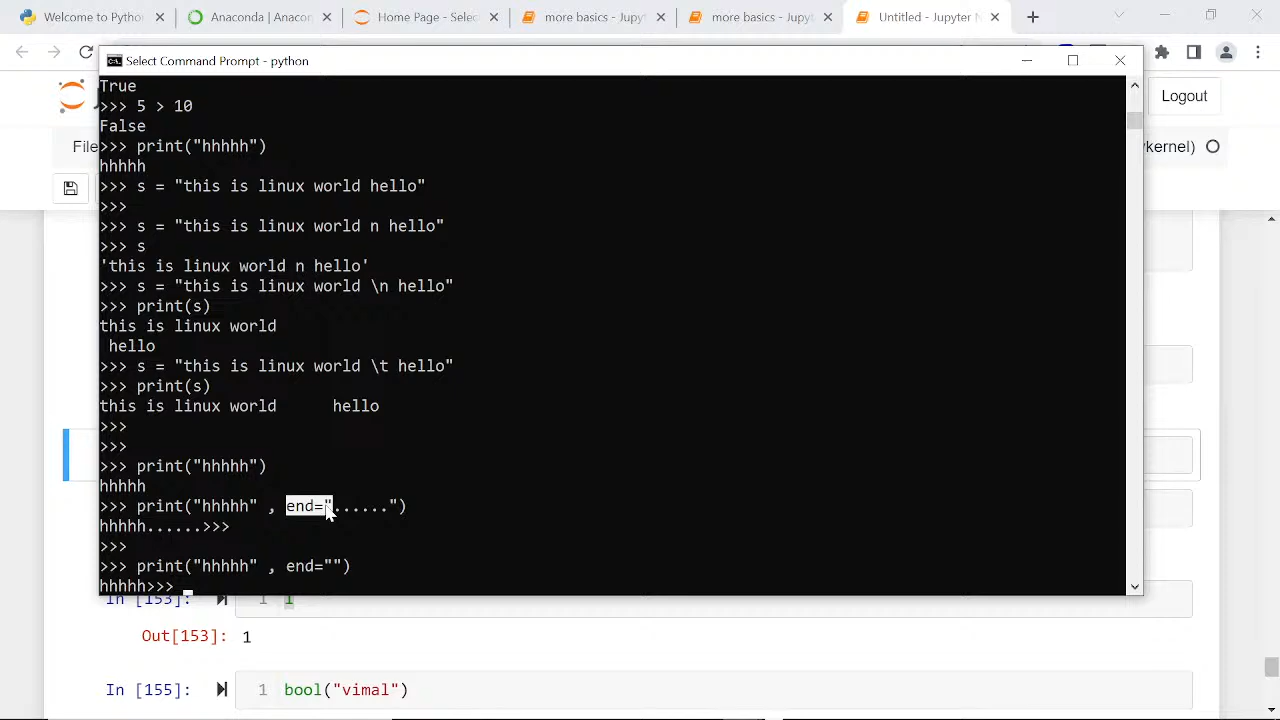 Welcome to Python. ×
Anaconda | Anacon ×
Home Page - Selec ×
more basics - Jupyt ×
more basics - Jupyt ×
Untitled - Jupyter N ×
Select Command Prompt - python
Logout
File
kernel)
True
>>> 5 > 10
False
>>> print("hhhhh")
hhhhh
>>> s = "this is linux world hello"
>>>
>>> s = "this is linux world n hello"
>>> s
'this is linux world n hello'
>>> s = "this is linux world \n hello"
>>> print(s)
this is linux world
hello
>>> s = "this is linux world \t hello"
>>> print(s)
this is linux world hello
>>>
>>>
>>> print("hhhhh")
hhhhh
>>> print("hhhhh" , end="......")
hhhhh......>>>
>>>
>>> print("hhhhh" , end="")
hhhhh>>>
In [153]: 1 1
Out[153]: 1
In [155]: 1 bool("vimal")